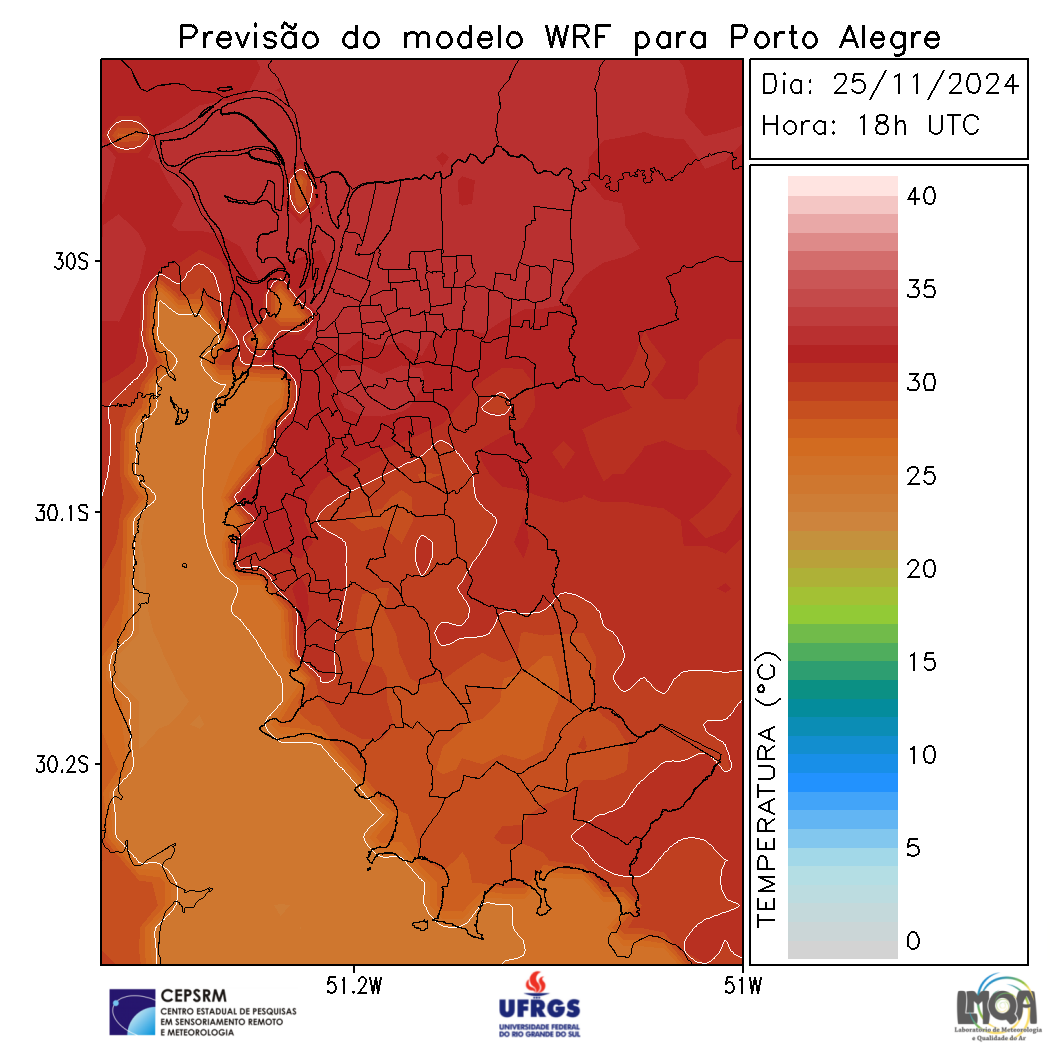 Previsão do modelo WRF para Porto Alegre
Dia: 25/11/2024
Hora: 18h UTC
40
35
30
25
20
15
10
5
0
TEMPERATURA (°C)
30S
30.1S
30.2S
51.2W
51W
CEPSRM
CENTRO ESTADUAL DE PESQUISAS
EM SENSORIAMENTO REMOTO
E METEOROLOGIA
UFRGS
UNIVERSIDADE FEDERAL
DO RIO GRANDE DO SUL
LMQA
Laboratório de Meteorologia
e Qualidade do Ar